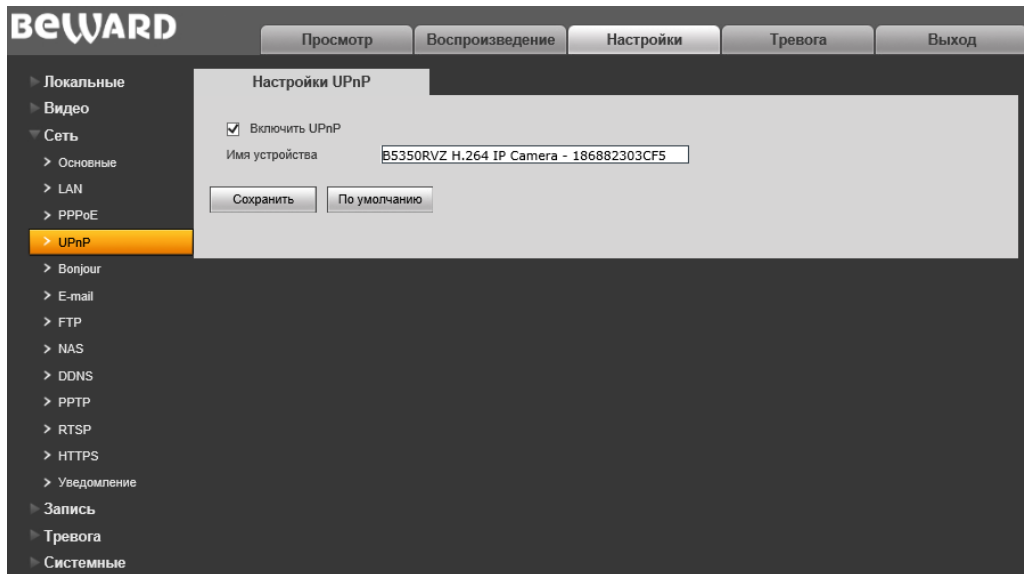 BEWARD
Просмотр Воспроизведение Настройки Тревога Выход
Локальные
Видео
Сеть
Основные
LAN
PPPoE
UPnP
Bonjour
E-mail
FTP
NAS
DDNS
PPTP
RTSP
HTTPS
Уведомление
Запись
Тревога
Системные
Настройки UPnP
Включить UPnP
Имя устройства B5350RVZ H.264 IP Camera - 186882303CF5
Сохранить По умолчанию